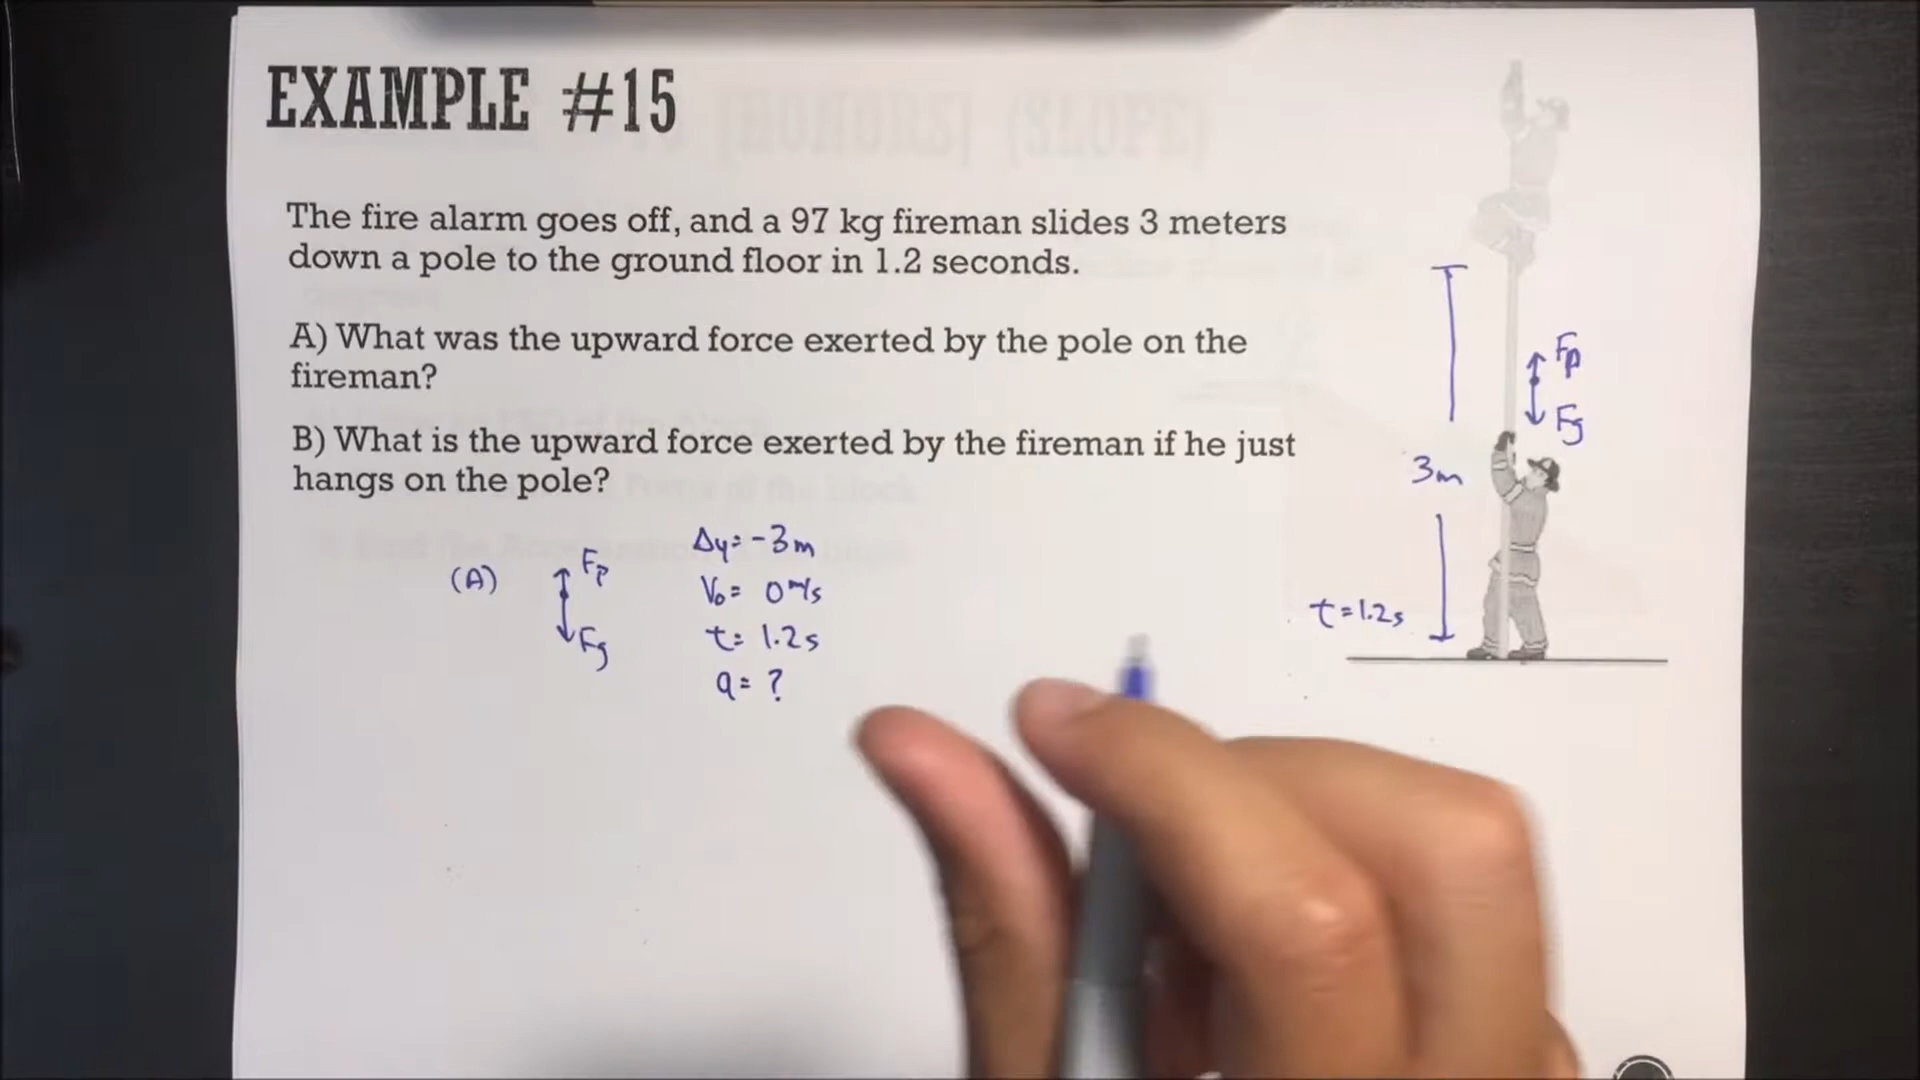 EXAMPLE #15
The fire alarm goes off, and a 97 kg fireman slides 3 meters
down a pole to the ground floor in 1.2 seconds.
A) What was the upward force exerted by the pole on the
fireman?
B) What is the upward force exerted by the fireman if he just
hangs on the pole?
(A)
Fp
Fg
Δy = -3m
V₀ = 0 m/s
t = 1.2s
a = ?
Fp
Fg
3m
t = 1.2s
[HONORS] (SLOPE)